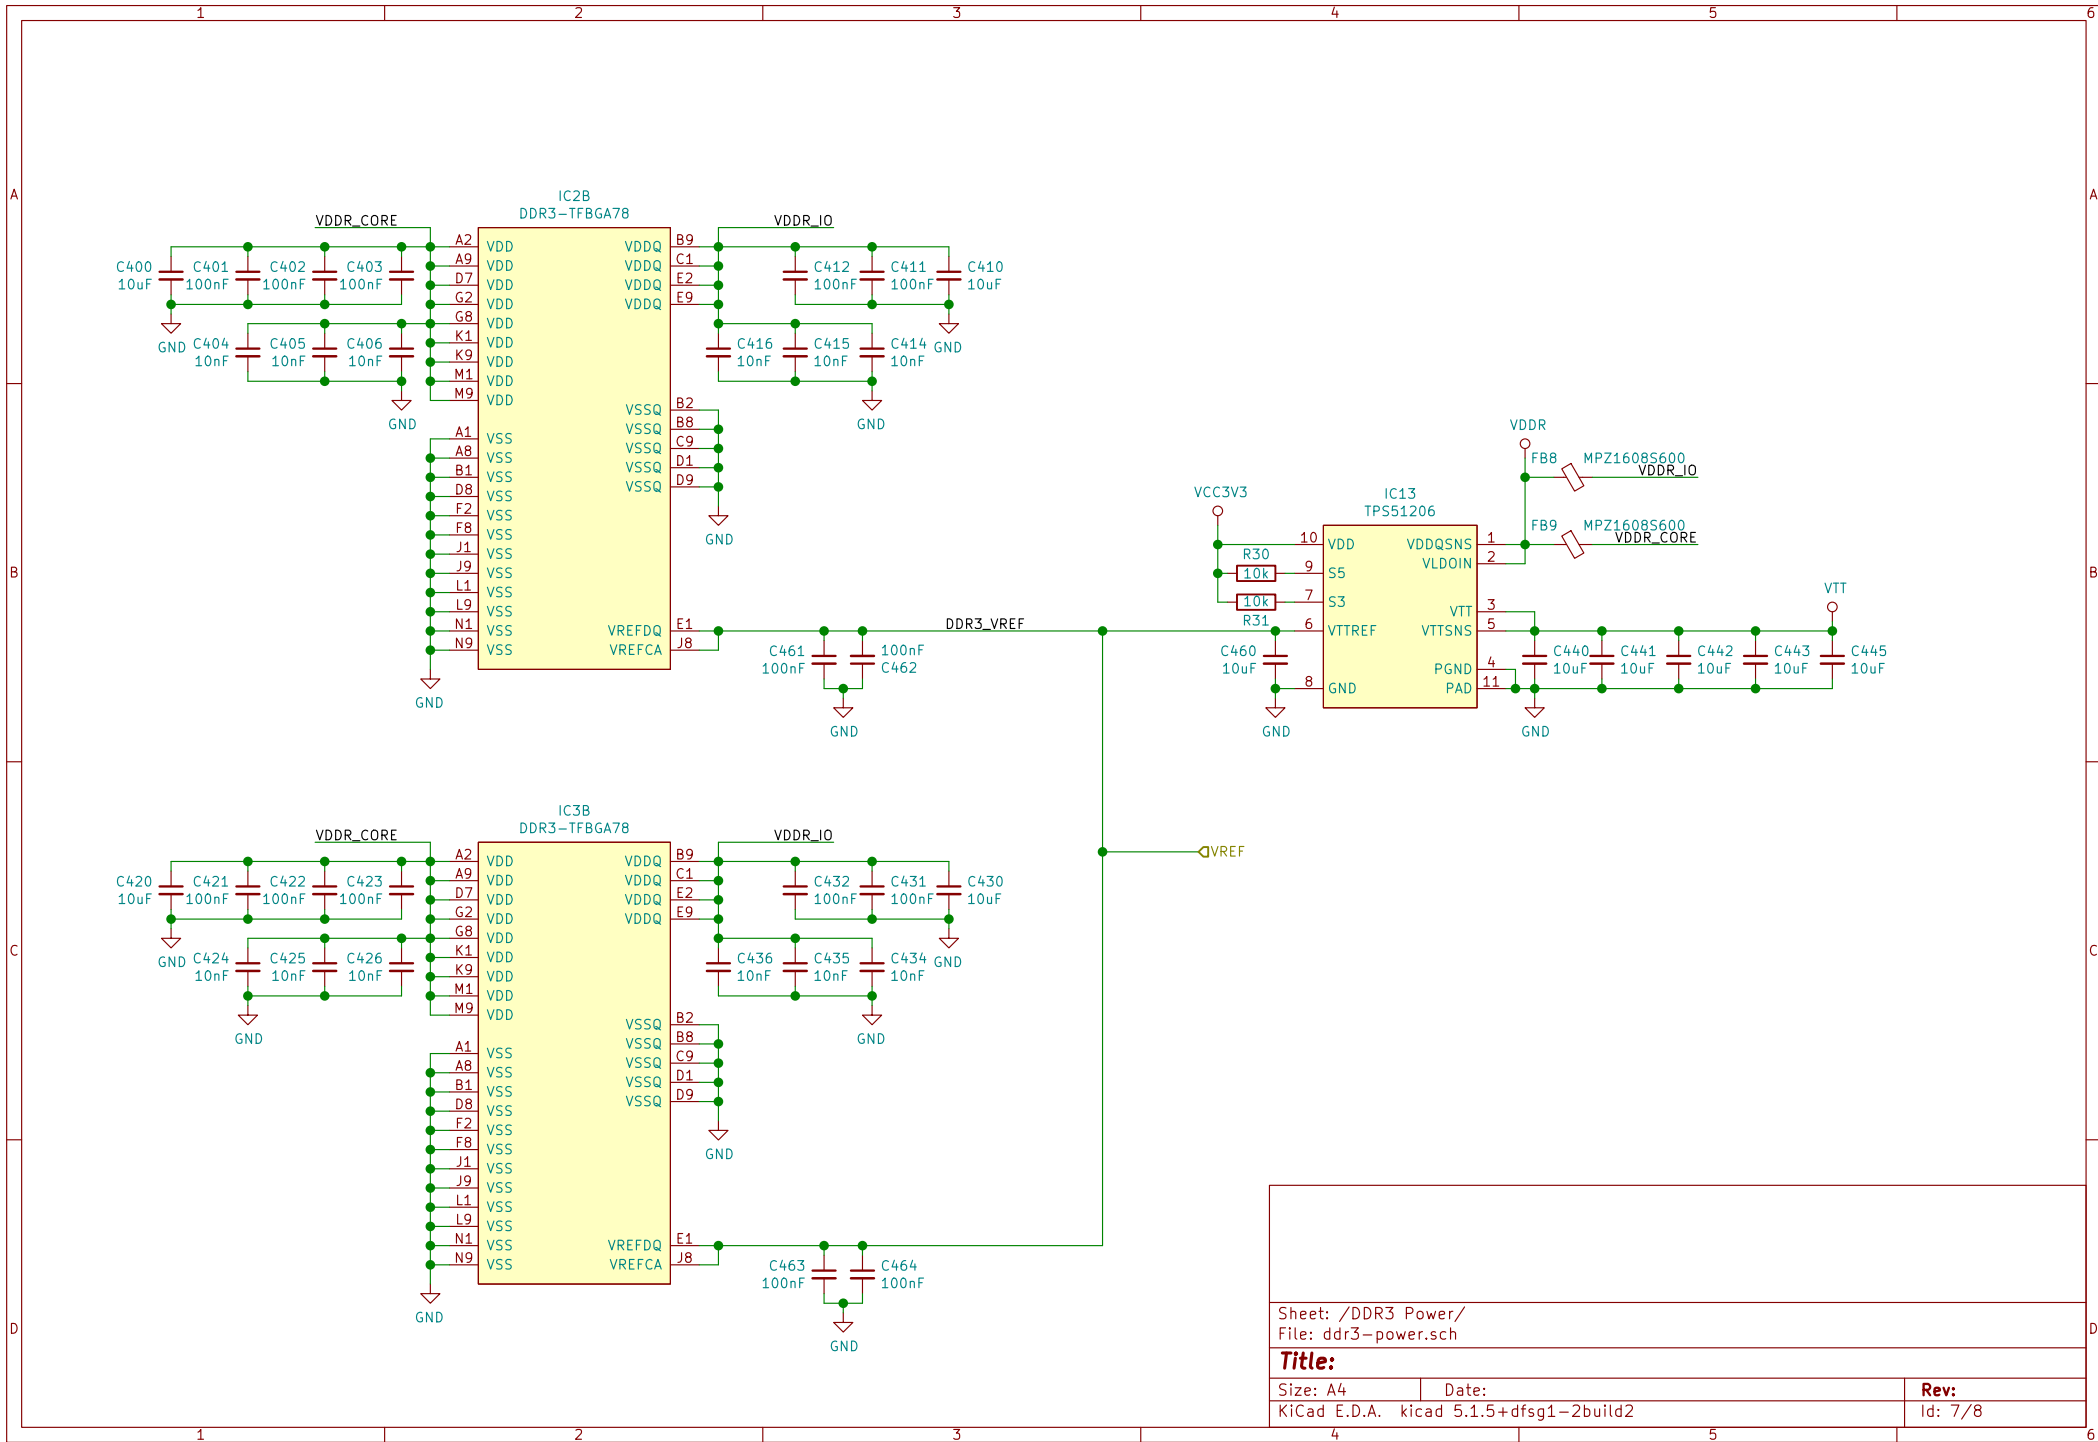 1 2 3 4 5 6
A A
B B
C C
D D
1 2 3 4 5 6
IC2B
DDR3-TFBGA78
VDDR_CORE
VDDR_IO
C400
10uF
C401
100nF
C402
100nF
C403
100nF
C404
10nF
C405
10nF
C406
10nF
GND
GND
A2 VDD
A9 VDD
D7 VDD
G2 VDD
G8 VDD
K1 VDD
K9 VDD
M1 VDD
M9 VDD
A1 VSS
A8 VSS
B1 VSS
D8 VSS
F2 VSS
F8 VSS
J1 VSS
J9 VSS
L1 VSS
L9 VSS
N1 VSS
N9 VSS
GND
VDDQ B9
VDDQ C1
VDDQ E2
VDDQ E9
VSSQ B2
VSSQ B8
VSSQ C9
VSSQ D1
VSSQ D9
GND
VREFDQ E1
VREFCA J8
C412
100nF
C411
100nF
C410
10uF
C416
10nF
C415
10nF
C414
10nF
GND
GND
DDR3_VREF
C461
100nF
100nF
C462
GND
VCC3V3
R30
10k
10k
R31
C460
10uF
GND
IC13
TPS51206
10 VDD
9 S5
7 S3
6 VTTREF
8 GND
VDDQSNS 1
VLDOIN 2
VTT 3
VTTSNS 5
PGND 4
PAD 11
VDDR
FB8 MPZ1608S600
VDDR_IO
FB9 MPZ1608S600
VDDR_CORE
VTT
C440
10uF
C441
10uF
C442
10uF
C443
10uF
C445
10uF
GND
VREF
IC3B
DDR3-TFBGA78
VDDR_CORE
VDDR_IO
C420
10uF
C421
100nF
C422
100nF
C423
100nF
C424
10nF
C425
10nF
C426
10nF
GND
GND
A2 VDD
A9 VDD
D7 VDD
G2 VDD
G8 VDD
K1 VDD
K9 VDD
M1 VDD
M9 VDD
A1 VSS
A8 VSS
B1 VSS
D8 VSS
F2 VSS
F8 VSS
J1 VSS
J9 VSS
L1 VSS
L9 VSS
N1 VSS
N9 VSS
GND
VDDQ B9
VDDQ C1
VDDQ E2
VDDQ E9
VSSQ B2
VSSQ B8
VSSQ C9
VSSQ D1
VSSQ D9
GND
VREFDQ E1
VREFCA J8
C432
100nF
C431
100nF
C430
10uF
C436
10nF
C435
10nF
C434
10nF
GND
GND
C463
100nF
C464
100nF
GND
Sheet: /DDR3 Power/
File: ddr3-power.sch
Title:
Size: A4 Date: Rev:
KiCad E.D.A. kicad 5.1.5+dfsg1-2build2 Id: 7/8